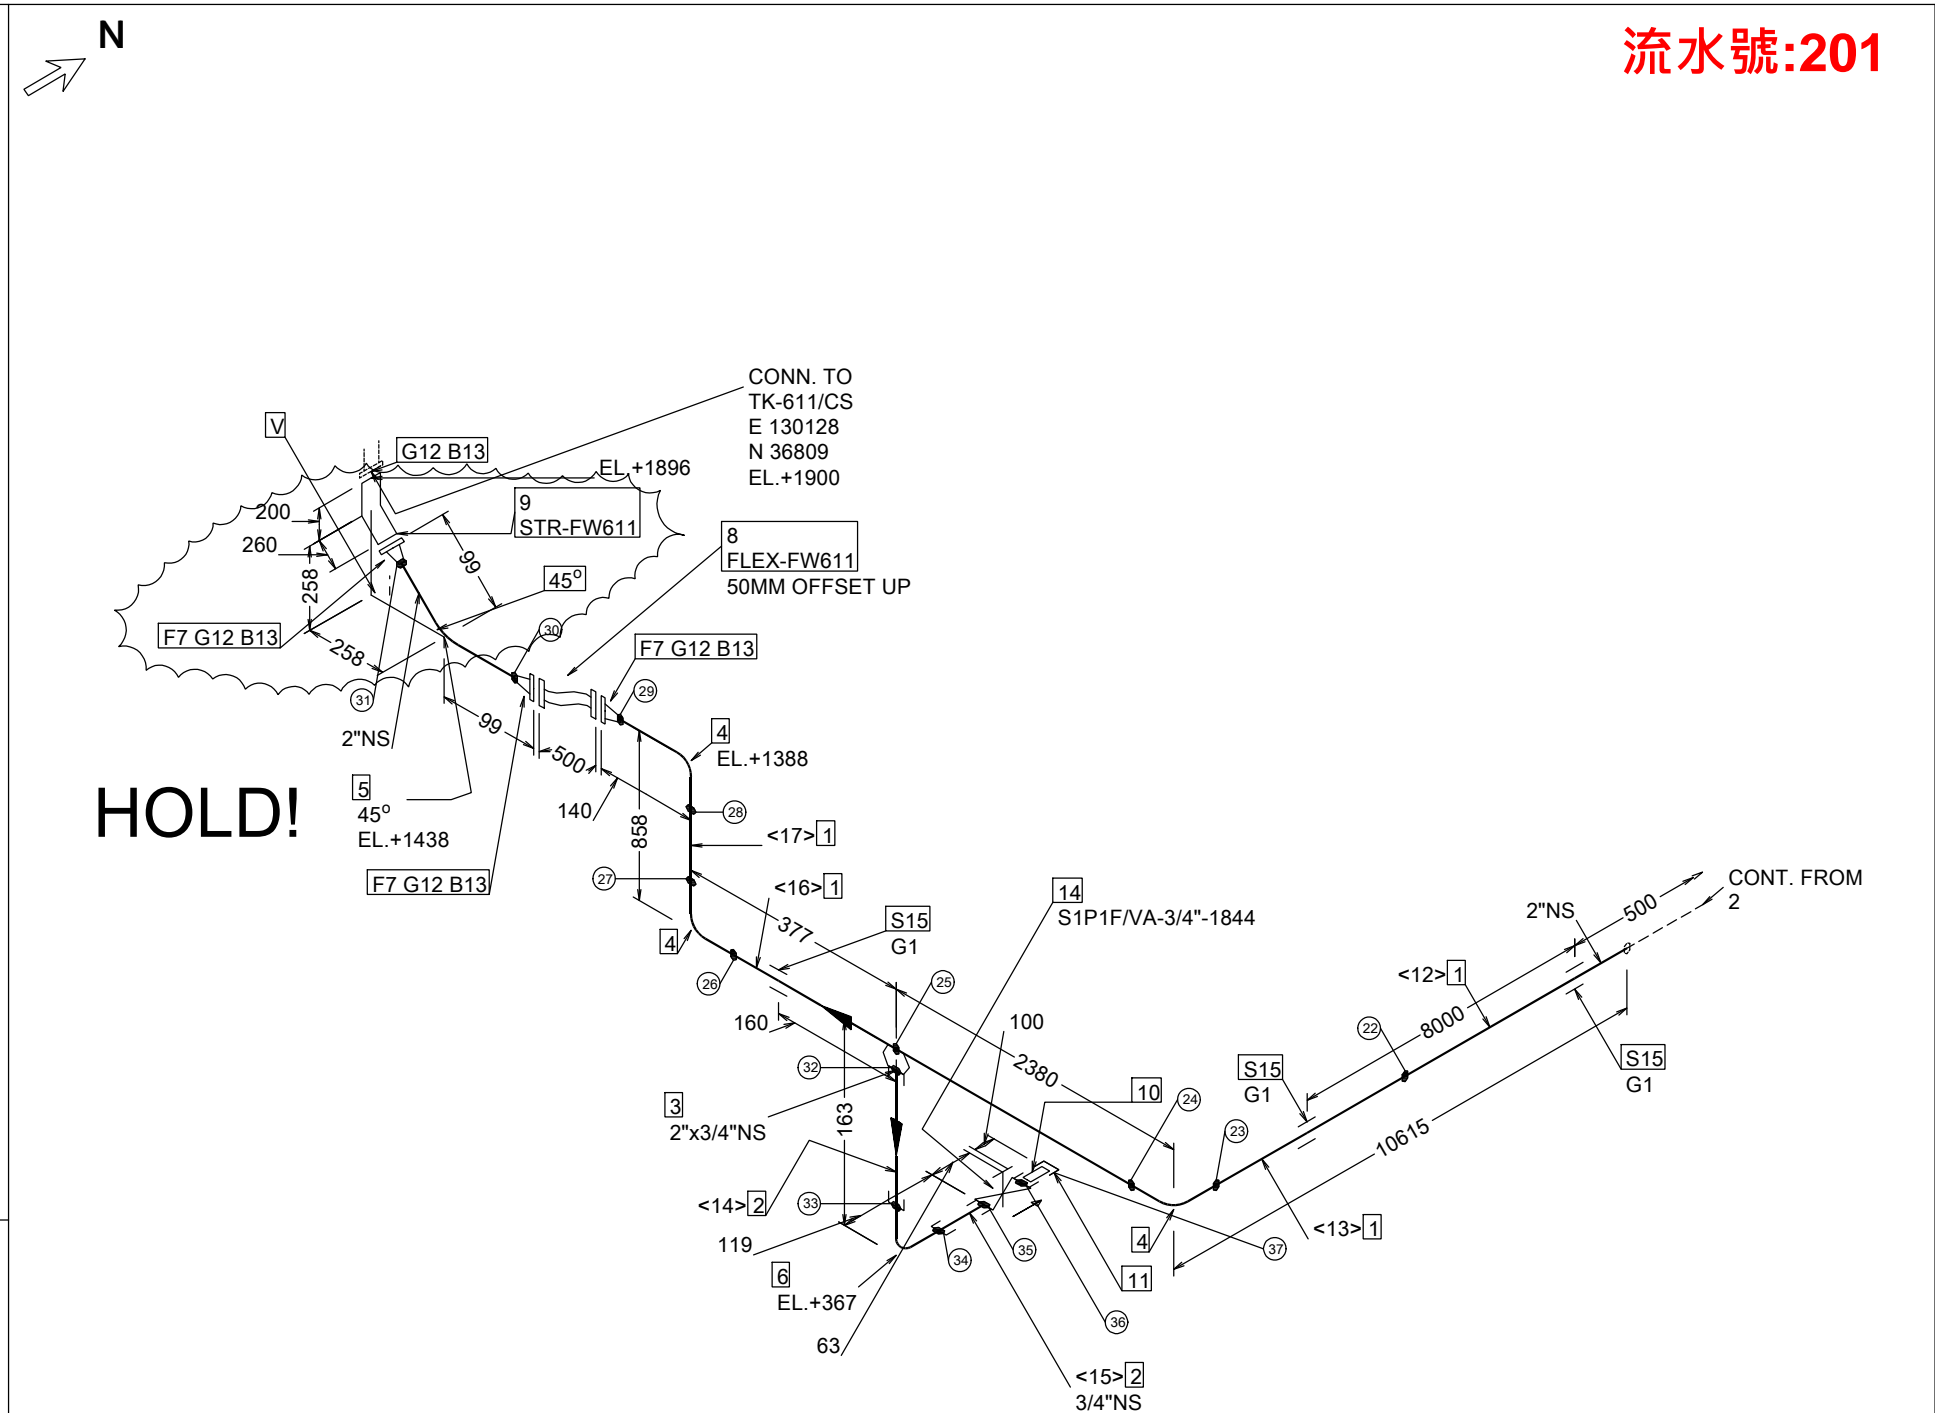 N
流水號:201
CONN. TO
TK-611/CS
E 130128
N 36809
EL.+1900
V
G12 B13
EL.+1896
9
STR-FW611
200
260
258
99
45°
8
FLEX-FW611
50MM OFFSET UP
F7 G12 B13
258
30
F7 G12 B13
31
29
2"NS
99
500
4
EL.+1388
HOLD!
5
45°
EL.+1438
140
858
28
<17> 1
F7 G12 B13
27
<16> 1
377
S15
G1
14
S1P1F/VA-3/4"-1844
4
26
25
2"NS
500
CONT. FROM
2
<12> 1
160
100
2380
22
8000
32
3
2"x3/4"NS
163
10
24
S15
G1
S15
G1
23
10615
<14> 2
33
119
34
35
4
37
<13> 1
11
6
EL.+367
63
36
<15> 2
3/4"NS